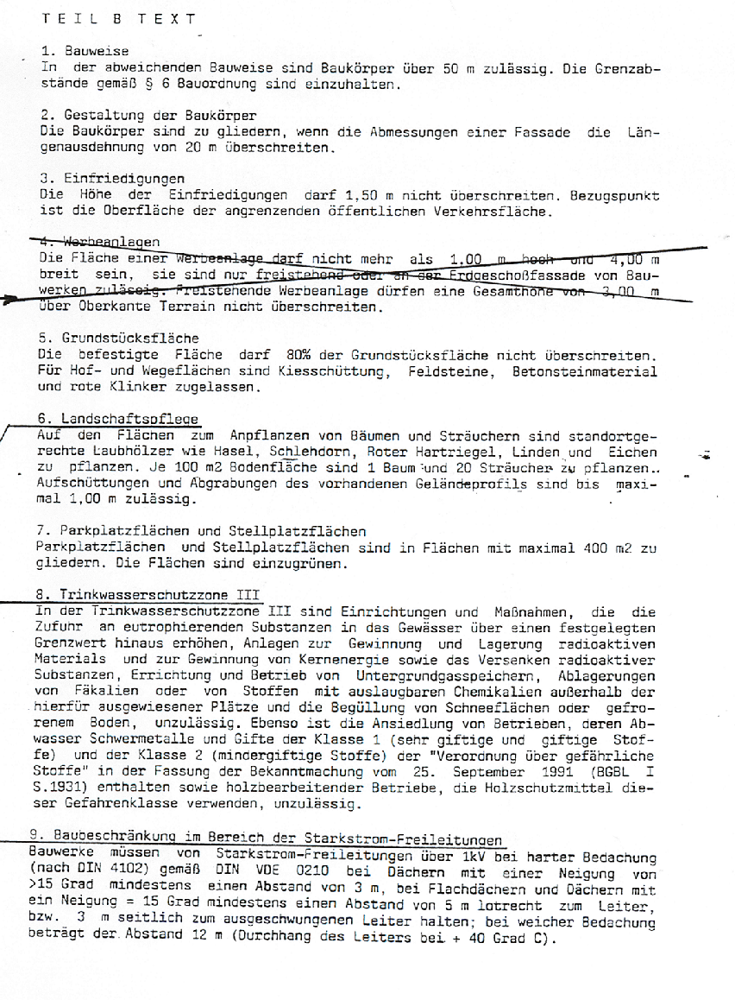 TEIL B TEXT
1. Bauweise
In der abweichenden Bauweise sind Baukörper über 50 m zulässig. Die Grenzab-
stände gemäß § 6 Bauordnung sind einzuhalten.
2. Gestaltung der Baukörper
Die Baukörper sind zu gliedern, wenn die Abmessungen einer Fassade die Län-
genausdehnung von 20 m überschreiten.
3. Einfriedigungen
Die Höhe der Einfriedigungen darf 1,50 m nicht überschreiten. Bezugspunkt
ist die Oberfläche der angrenzenden öffentlichen Verkehrsfläche.
4. Werbeanlagen
Die Fläche einer Werbeanlage darf nicht mehr als 1,00 m hoch und 4,00 m
breit sein, sie sind nur freistehend oder an der Erdgeschoßfassade von Bau-
werken zulässig. Freistehende Werbeanlage dürfen eine Gesamthöhe von 3,00 m
über Oberkante Terrain nicht überschreiten.
5. Grundstücksfläche
Die befestigte Fläche darf 80% der Grundstücksfläche nicht überschreiten.
Für Hof- und Wegeflächen sind Kiesschüttung, Feldsteine, Betonsteinmaterial
und rote Klinker zugelassen.
6. Landschaftspflege
Auf den Flächen zum Anpflanzen von Bäumen und Sträuchern sind standortge-
rechte Laubhölzer wie Hasel, Schlehdorn, Roter Hartriegel, Linden und Eichen
zu pflanzen. Je 100 m2 Bodenfläche sind 1 Baum und 20 Sträucher zu pflanzen.
Aufschüttungen und Abgrabungen des vorhandenen Geländeprofils sind bis maxi-
mal 1,00 m zulässig.
7. Parkplatzflächen und Stellplatzflächen
Parkplatzflächen und Stellplatzflächen sind in Flächen mit maximal 400 m2 zu
gliedern. Die Flächen sind einzugrünen.
8. Trinkwasserschutzzone III
In der Trinkwasserschutzzone III sind Einrichtungen und Maßnahmen, die die
Zufuhr an eutrophierenden Substanzen in das Gewässer über einen festgelegten
Grenzwert hinaus erhöhen, Anlagen zur Gewinnung und Lagerung radioaktiven
Materials und zur Gewinnung von Kernenergie sowie das Versenken radioaktiver
Substanzen, Errichtung und Betrieb von Untergrundgasspeichern, Ablagerungen
von Fäkalien oder von Stoffen mit auslaugbaren Chemikalien außerhalb der
hierfür ausgewiesener Plätze und die Begüllung von Schneeflächen oder gefro-
renem Boden, unzulässig. Ebenso ist die Ansiedlung von Betrieben, deren Ab-
wasser Schwermetalle und Gifte der Klasse 1 (sehr giftige und giftige Stof-
fe) und der Klasse 2 (mindergiftige Stoffe) der "Verordnung über gefährliche
Stoffe" in der Fassung der Bekanntmachung vom 25. September 1991 (BGBL I
S.1931) enthalten sowie holzbearbeitender Betriebe, die Holzschutzmittel die-
ser Gefahrenklasse verwenden, unzulässig.
9. Baubeschränkung im Bereich der Starkstrom-Freileitungen
Bauwerke müssen von Starkstrom-Freileitungen über 1kV bei harter Bedachung
(nach DIN 4102) gemäß DIN VDE 0210 bei Dächern mit einer Neigung von
>15 Grad mindestens einen Abstand von 3 m, bei Flachdächern und Dächern mit
ein Neigung = 15 Grad mindestens einen Abstand von 5 m lotrecht zum Leiter,
bzw. 3 m seitlich zum ausgeschwungenen Leiter halten; bei weicher Bedachung
beträgt der Abstand 12 m (Durchhang des Leiters bei + 40 Grad C).